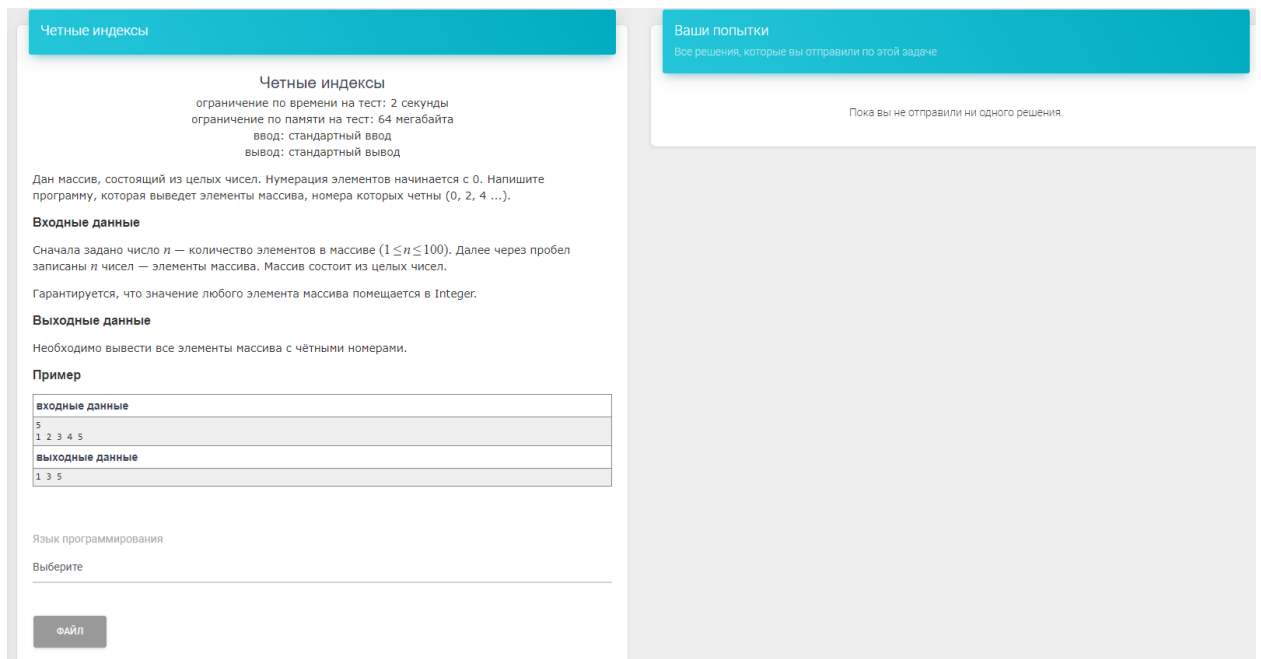 Четные индексы
Четные индексы
ограничение по времени на тест: 2 секунды
ограничение по памяти на тест: 64 мегабайта
ввод: стандартный ввод
вывод: стандартный вывод
Дан массив, состоящий из целых чисел. Нумерация элементов начинается с 0. Напишите
программу, которая выведет элементы массива, номера которых четны (0, 2, 4 ...).
Входные данные
Сначала задано число n — количество элементов в массиве (1≤n≤100). Далее через пробел
записаны n чисел — элементы массива. Массив состоит из целых чисел.
Гарантируется, что значение любого элемента массива помещается в Integer.
Выходные данные
Необходимо вывести все элементы массива с чётными номерами.
Пример
входные данные
5
1 2 3 4 5
выходные данные
1 3 5
Язык программирования
Выберите
ФАЙЛ
Ваши попытки
Все решения, которые вы отправили по этой задаче
Пока вы не отправили ни одного решения.